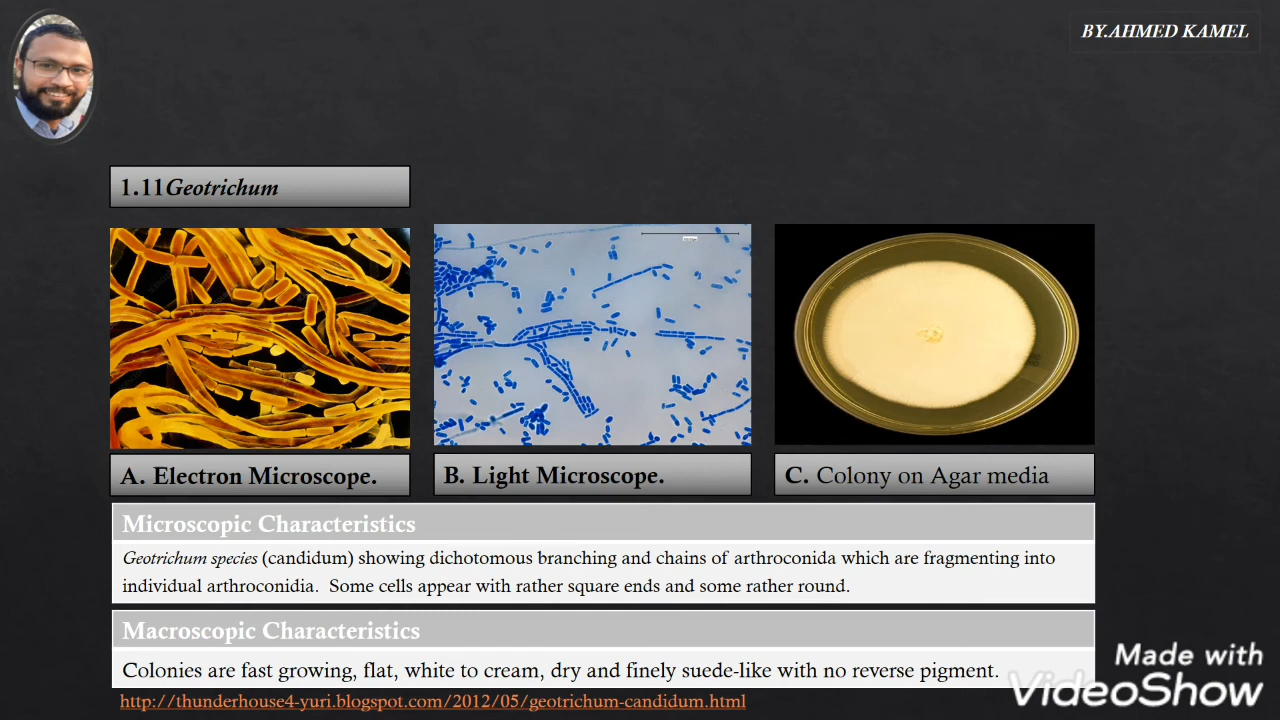 BY.AHMED KAMEL
1.11Geotrichum
A. Electron Microscope.
B. Light Microscope.
C. Colony on Agar media
Microscopic Characteristics
Geotrichum species (candidum) showing dichotomous branching and chains of arthroconida which are fragmenting into
individual arthroconidia. Some cells appear with rather square ends and some rather round.
Macroscopic Characteristics
Colonies are fast growing, flat, white to cream, dry and finely suede-like with no reverse pigment.
http://thunderhouse4-yuri.blogspot.com/2012/05/geotrichum-candidum.html
Made with
VideoShow